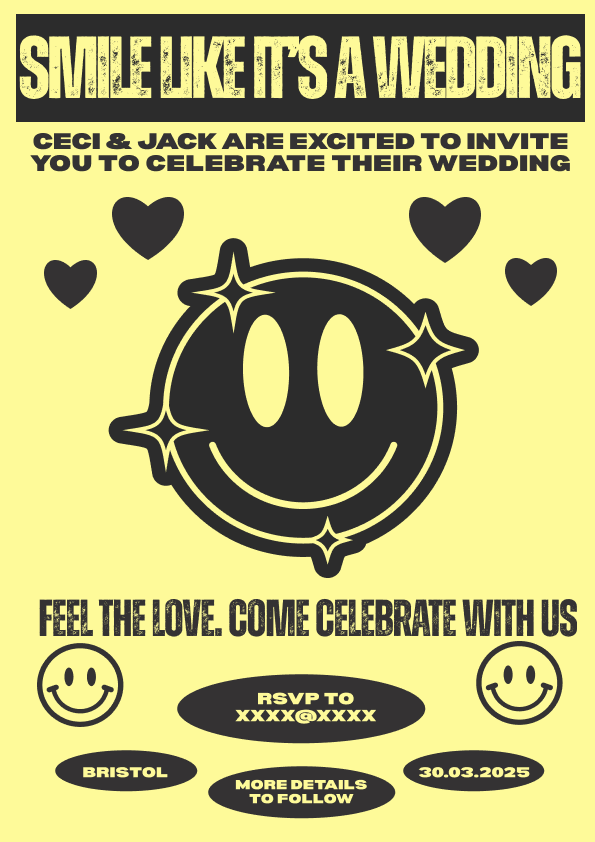 SMILE LIKE IT'S A WEDDING
CECI & JACK ARE EXCITED TO INVITE
YOU TO CELEBRATE THEIR WEDDING
FEEL THE LOVE. COME CELEBRATE WITH US
RSVP TO
XXXX@XXXX
BRISTOL
MORE DETAILS
TO FOLLOW
30.03.2025